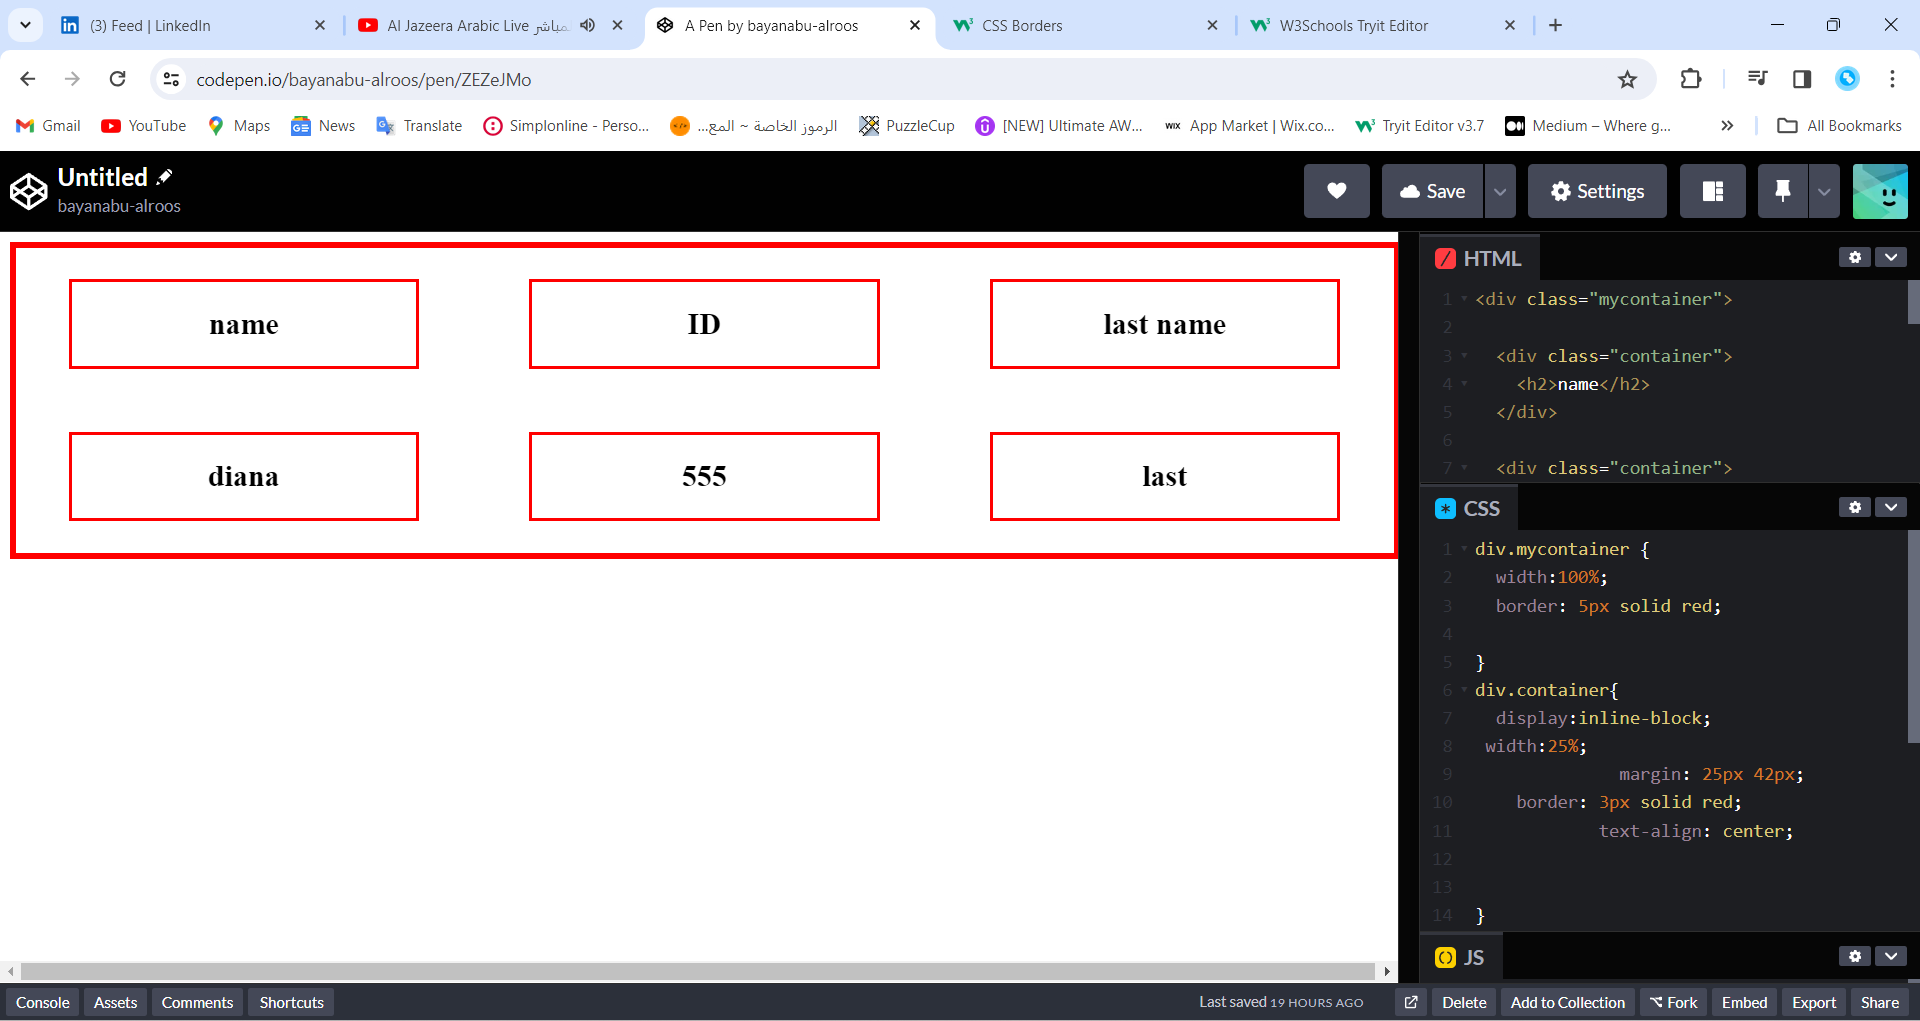 (3) Feed | LinkedIn
Al Jazeera Arabic Live
A Pen by bayanabu-alroos
CSS Borders
W3Schools Tryit Editor
codepen.io/bayanabu-alroos/pen/ZEZeJMo
Gmail YouTube Maps News Translate Simplonline - Perso... الرموز الخاصة ~ المع... PuzzleCup [NEW] Ultimate AW... App Market | Wix.co... Tryit Editor v3.7 Medium – Where g... All Bookmarks
Untitled
bayanabu-alroos
Save Settings
name ID last name
diana 555 last
HTML
1 <div class="mycontainer">
2
3 <div class="container">
4 <h2>name</h2>
5 </div>
6
7 <div class="container">
CSS
1 div.mycontainer {
2 width:100%;
3 border: 5px solid red;
4
5 }
6 div.container{
7 display:inline-block;
8 width:25%;
9 margin: 25px 42px;
10 border: 3px solid red;
11 text-align: center;
12
13
14 }
JS
Console Assets Comments Shortcuts Last saved 19 HOURS AGO Delete Add to Collection Fork Embed Export Share